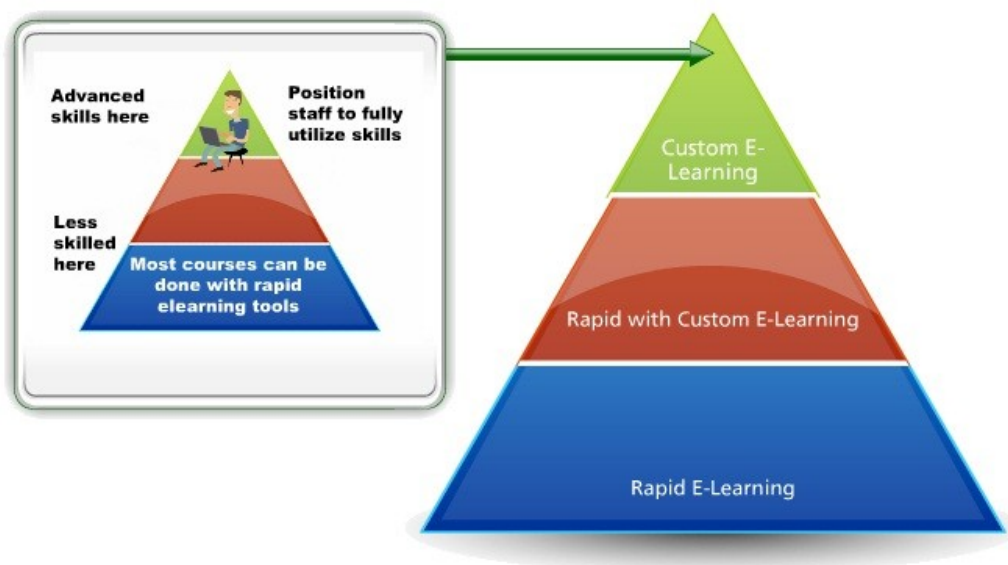 Advanced
skills here
Position
staff to fully
utilize skills
Less
skilled
here
Most courses can be
done with rapid
elearning tools
Custom E-
Learning
Rapid with Custom E-Learning
Rapid E-Learning